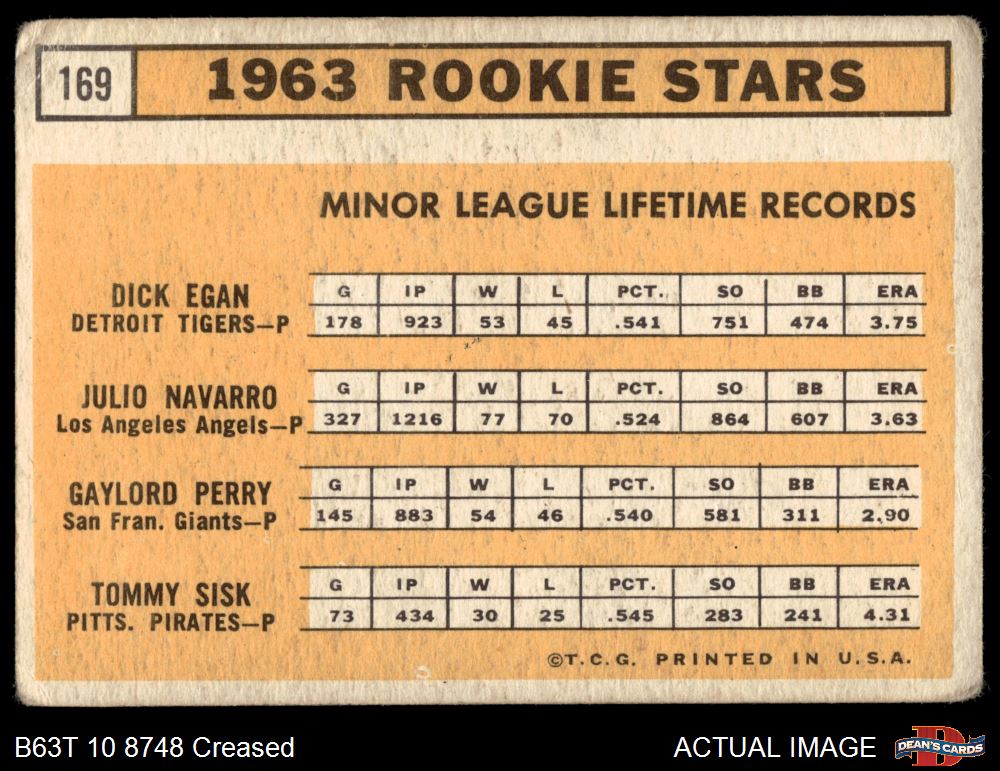 169 1963 ROOKIE STARS
MINOR LEAGUE LIFETIME RECORDS
DICK EGAN
DETROIT TIGERS—P
G IP W L PCT. SO BB ERA
178 923 53 45 .541 751 474 3.75
JULIO NAVARRO
Los Angeles Angels—P
G IP W L PCT. SO BB ERA
327 1216 77 70 .524 864 607 3.63
GAYLORD PERRY
San Fran. Giants—P
G IP W L PCT. SO BB ERA
145 883 54 46 .540 581 311 2.90
TOMMY SISK
PITTS. PIRATES—P
G IP W L PCT. SO BB ERA
73 434 30 25 .545 283 241 4.31
©T.C.G. PRINTED IN U.S.A.
B63T 10 8748 Creased
ACTUAL IMAGE
D
DEAN'S CARDS